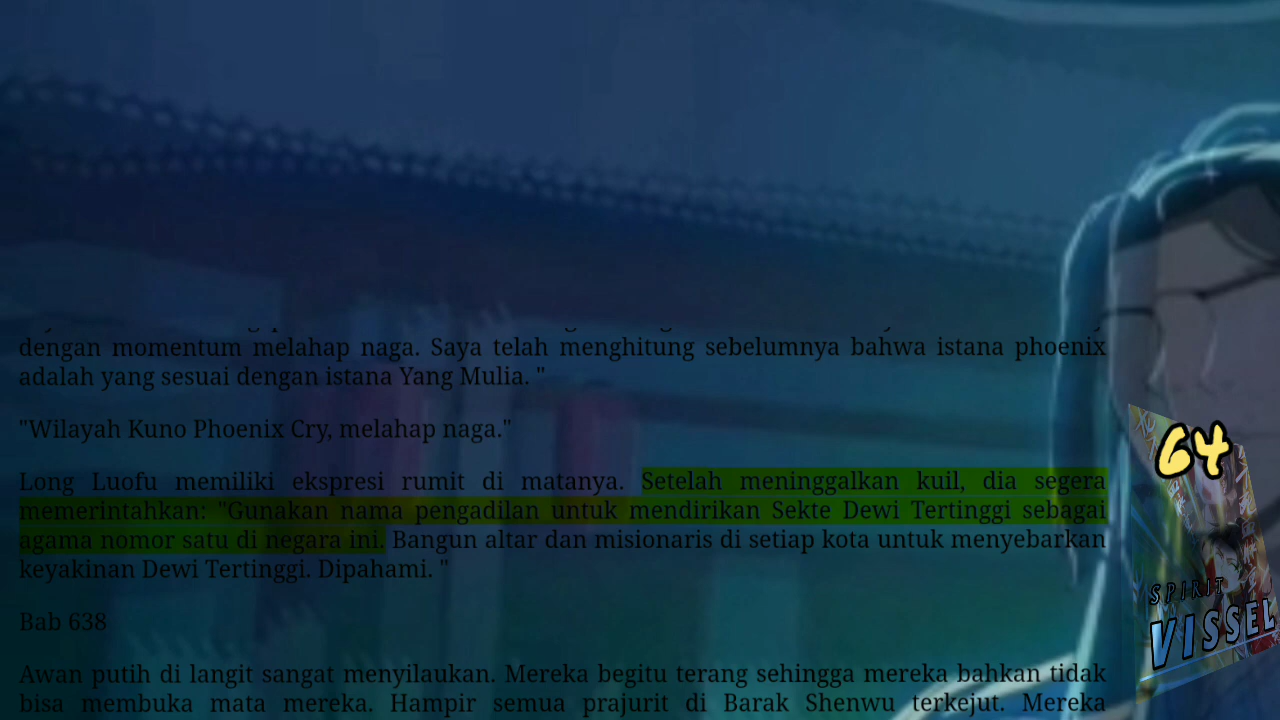 dengan momentum melahap naga. Saya telah menghitung sebelumnya bahwa istana phoenix
adalah yang sesuai dengan istana Yang Mulia. "
"Wilayah Kuno Phoenix Cry, melahap naga."
Long Luofu memiliki ekspresi rumit di matanya. Setelah meninggalkan kuil, dia segera
memerintahkan: "Gunakan nama pengadilan untuk mendirikan Sekte Dewi Tertinggi sebagai
agama nomor satu di negara ini. Bangun altar dan misionaris di setiap kota untuk menyebarkan
keyakinan Dewi Tertinggi. Dipahami. "
Bab 638
Awan putih di langit sangat menyilaukan. Mereka begitu terang sehingga mereka bahkan tidak
bisa membuka mata mereka. Hampir semua prajurit di Barak Shenwu terkejut. Mereka
64
SPIRIT
VISSEL